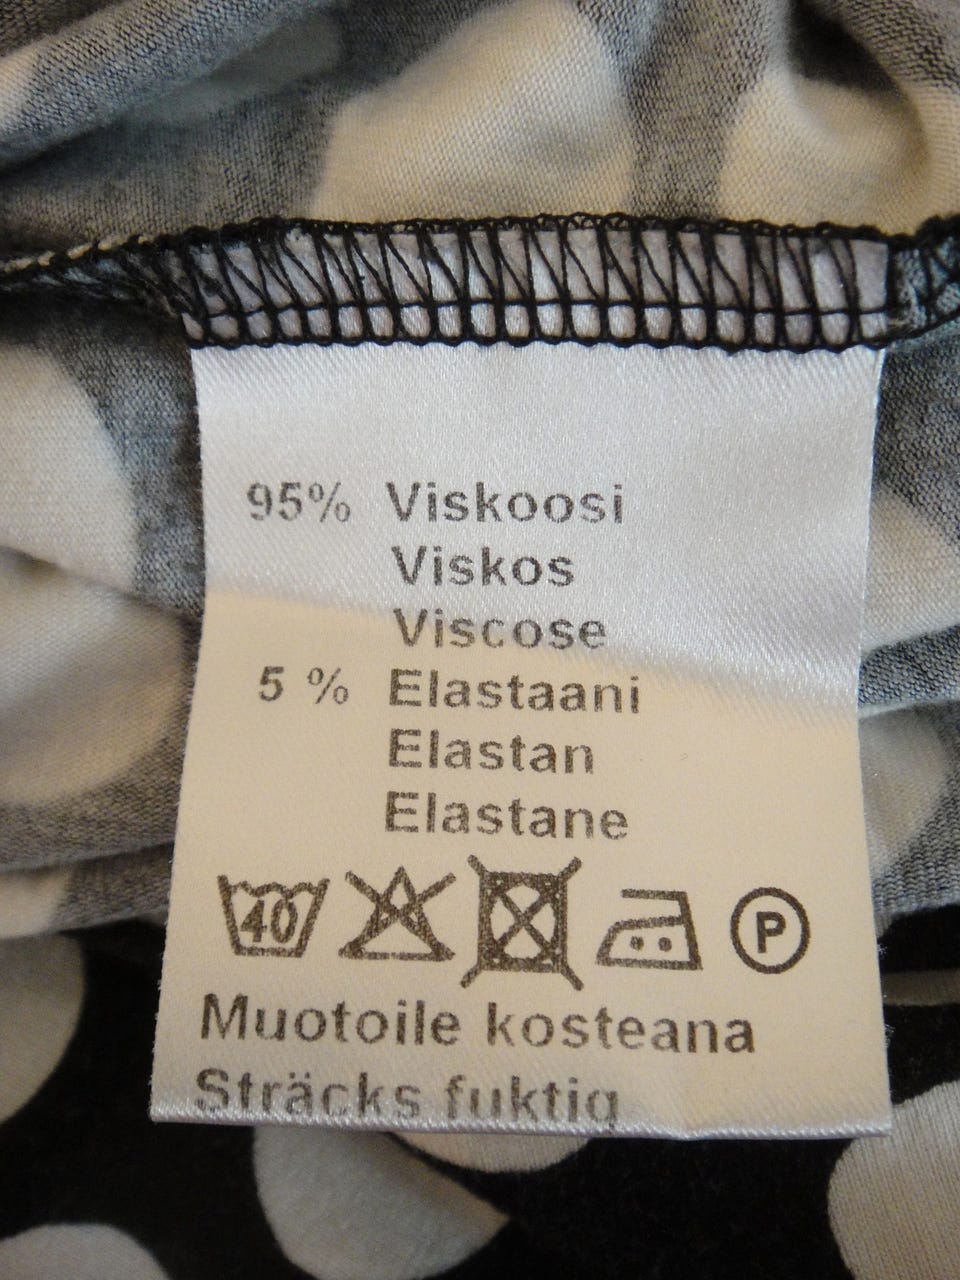 95% Viskoosi
Viskos
Viscose
5 % Elastaani
Elastan
Elastane
40 P
Muotoile kosteana
Sträcks fuktig